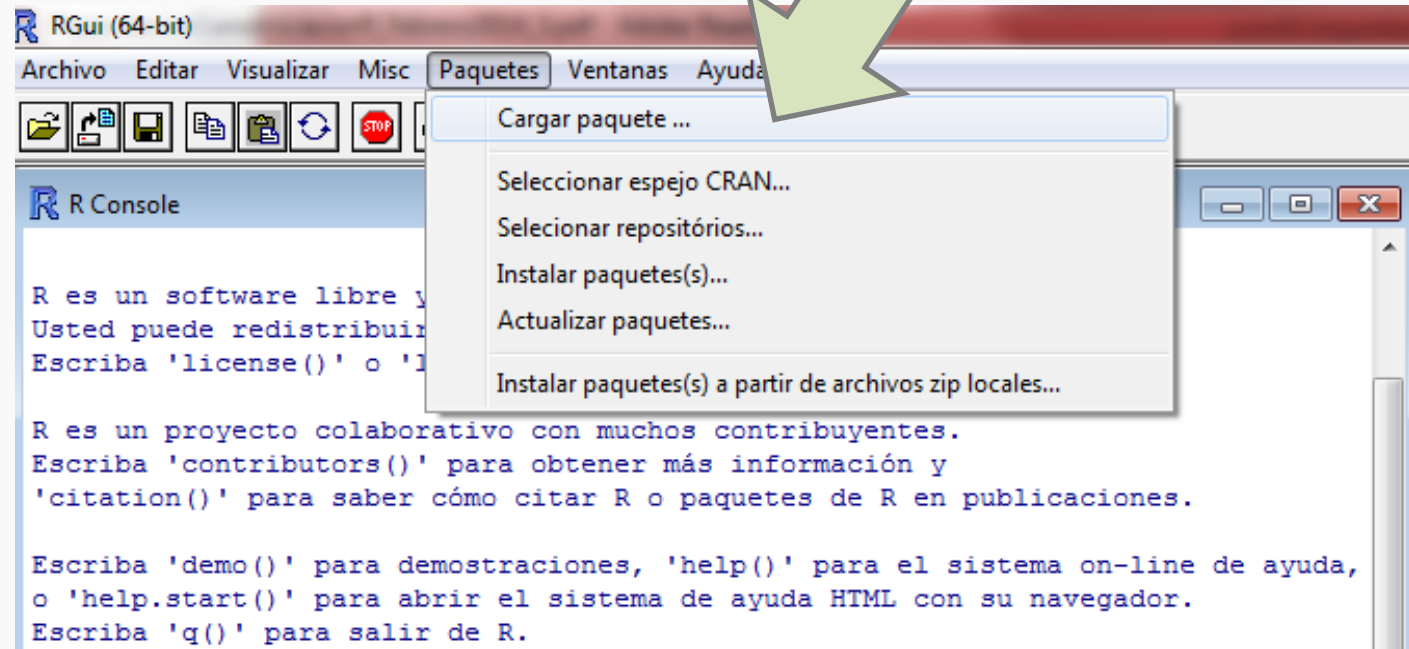 RGui (64-bit)
Archivo Editar Visualizar Misc Paquetes Ventanas Ayuda
STOP
Cargar paquete ...
Seleccionar espejo CRAN...
Selecionar repositórios...
Instalar paquetes(s)...
Actualizar paquetes...
Instalar paquetes(s) a partir de archivos zip locales...
R Console
R es un software libre y
Usted puede redistribuir
Escriba 'license()' o 'l
R es un proyecto colaborativo con muchos contribuyentes.
Escriba 'contributors()' para obtener más información y
'citation()' para saber cómo citar R o paquetes de R en publicaciones.
Escriba 'demo()' para demostraciones, 'help()' para el sistema on-line de ayuda,
o 'help.start()' para abrir el sistema de ayuda HTML con su navegador.
Escriba 'q()' para salir de R.